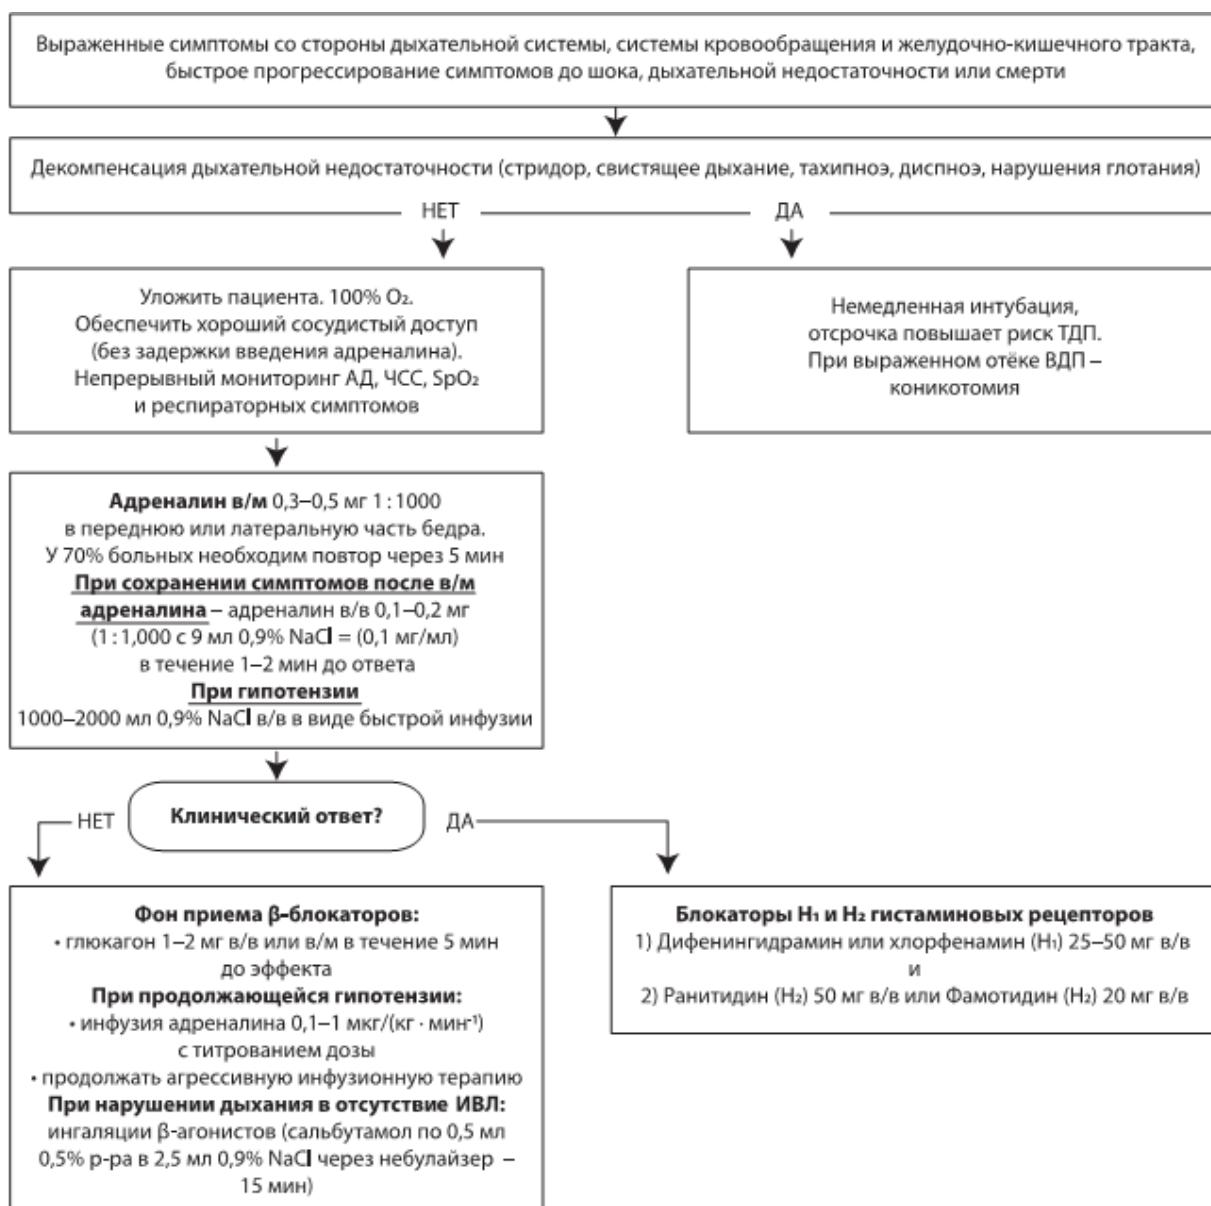 Выраженные симптомы со стороны дыхательной системы, системы кровообращения и желудочно-кишечного тракта,
быстрое прогрессирование симптомов до шока, дыхательной недостаточности или смерти
Декомпенсация дыхательной недостаточности (стридор, свистящее дыхание, тахипноэ, диспноэ, нарушения глотания)
НЕТ
ДА
Уложить пациента. 100% O₂.
Обеспечить хороший сосудистый доступ
(без задержки введения адреналина).
Непрерывный мониторинг АД, ЧСС, SpO₂
и респираторных симптомов
Немедленная интубация,
отсрочка повышает риск ТДП.
При выраженном отёке ВДП –
коникотомия
Адреналин в/м 0,3–0,5 мг 1 : 1000
в переднюю или латеральную часть бедра.
У 70% больных необходим повтор через 5 мин
При сохранении симптомов после в/м
адреналина – адреналин в/в 0,1–0,2 мг
(1 : 1,000 с 9 мл 0,9% NaCl = (0,1 мг/мл)
в течение 1–2 мин до ответа
При гипотензии
1000–2000 мл 0,9% NaCl в/в в виде быстрой инфузии
Клинический ответ?
НЕТ
ДА
Фон приема β-блокаторов:
• глюкагон 1–2 мг в/в или в/м в течение 5 мин
до эффекта
При продолжающейся гипотензии:
• инфузия адреналина 0,1–1 мкг/(кг · мин⁻¹)
с титрованием дозы
• продолжать агрессивную инфузионную терапию
При нарушении дыхания в отсутствие ИВЛ:
ингаляции β-агонистов (сальбутамол по 0,5 мл
0,5% р-ра в 2,5 мл 0,9% NaCl через небулайзер –
15 мин)
Блокаторы H₁ и H₂ гистаминовых рецепторов
1) Дифенингидрамин или хлорфенамин (H₁) 25–50 мг в/в
и
2) Ранитидин (H₂) 50 мг в/в или Фамотидин (H₂) 20 мг в/в